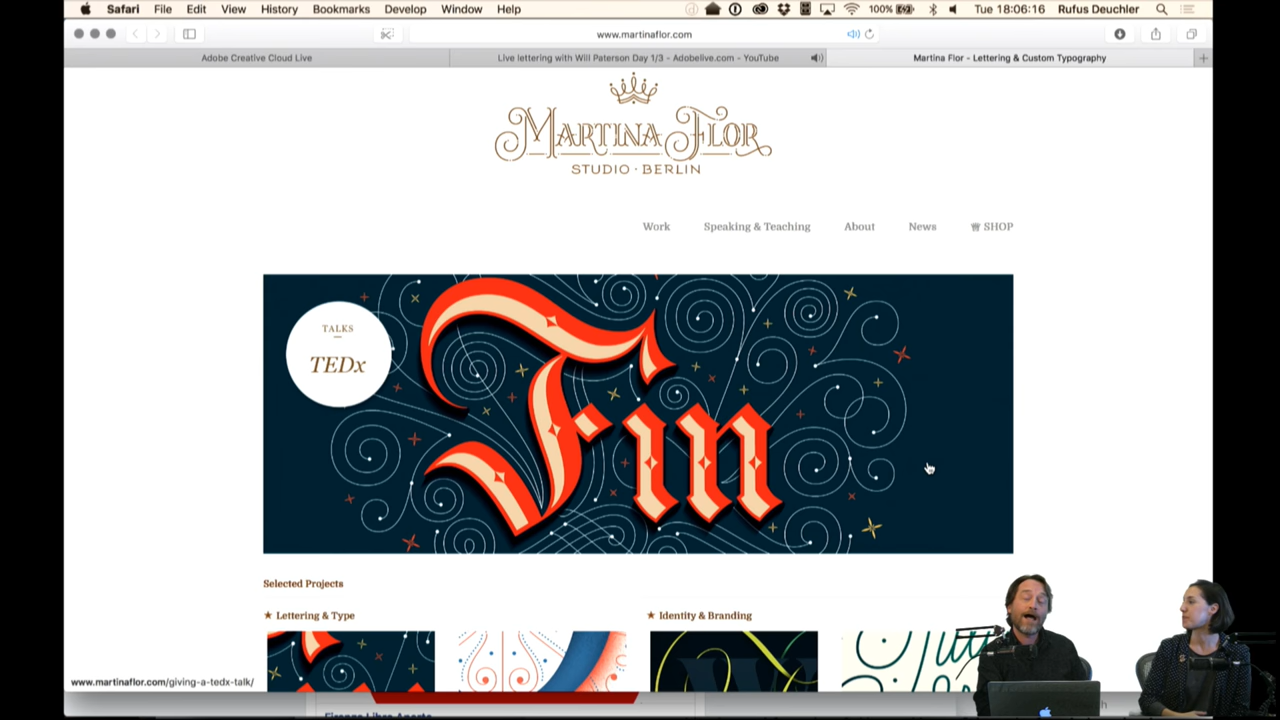 Safari File Edit View History Bookmarks Develop Window Help 100% Tue 18:06:16 Rufus Deuchler
www.martinaflor.com
Adobe Creative Cloud Live
Live lettering with Will Paterson Day 1/3 - Adobelive.com - YouTube
Martina Flor - Lettering & Custom Typography
MARTINA FLOR
STUDIO · BERLIN
Work Speaking & Teaching About News SHOP
TALKS
TEDx
Fin
Selected Projects
★ Lettering & Type
★ Identity & Branding
www.martinaflor.com/giving-a-tedx-talk/